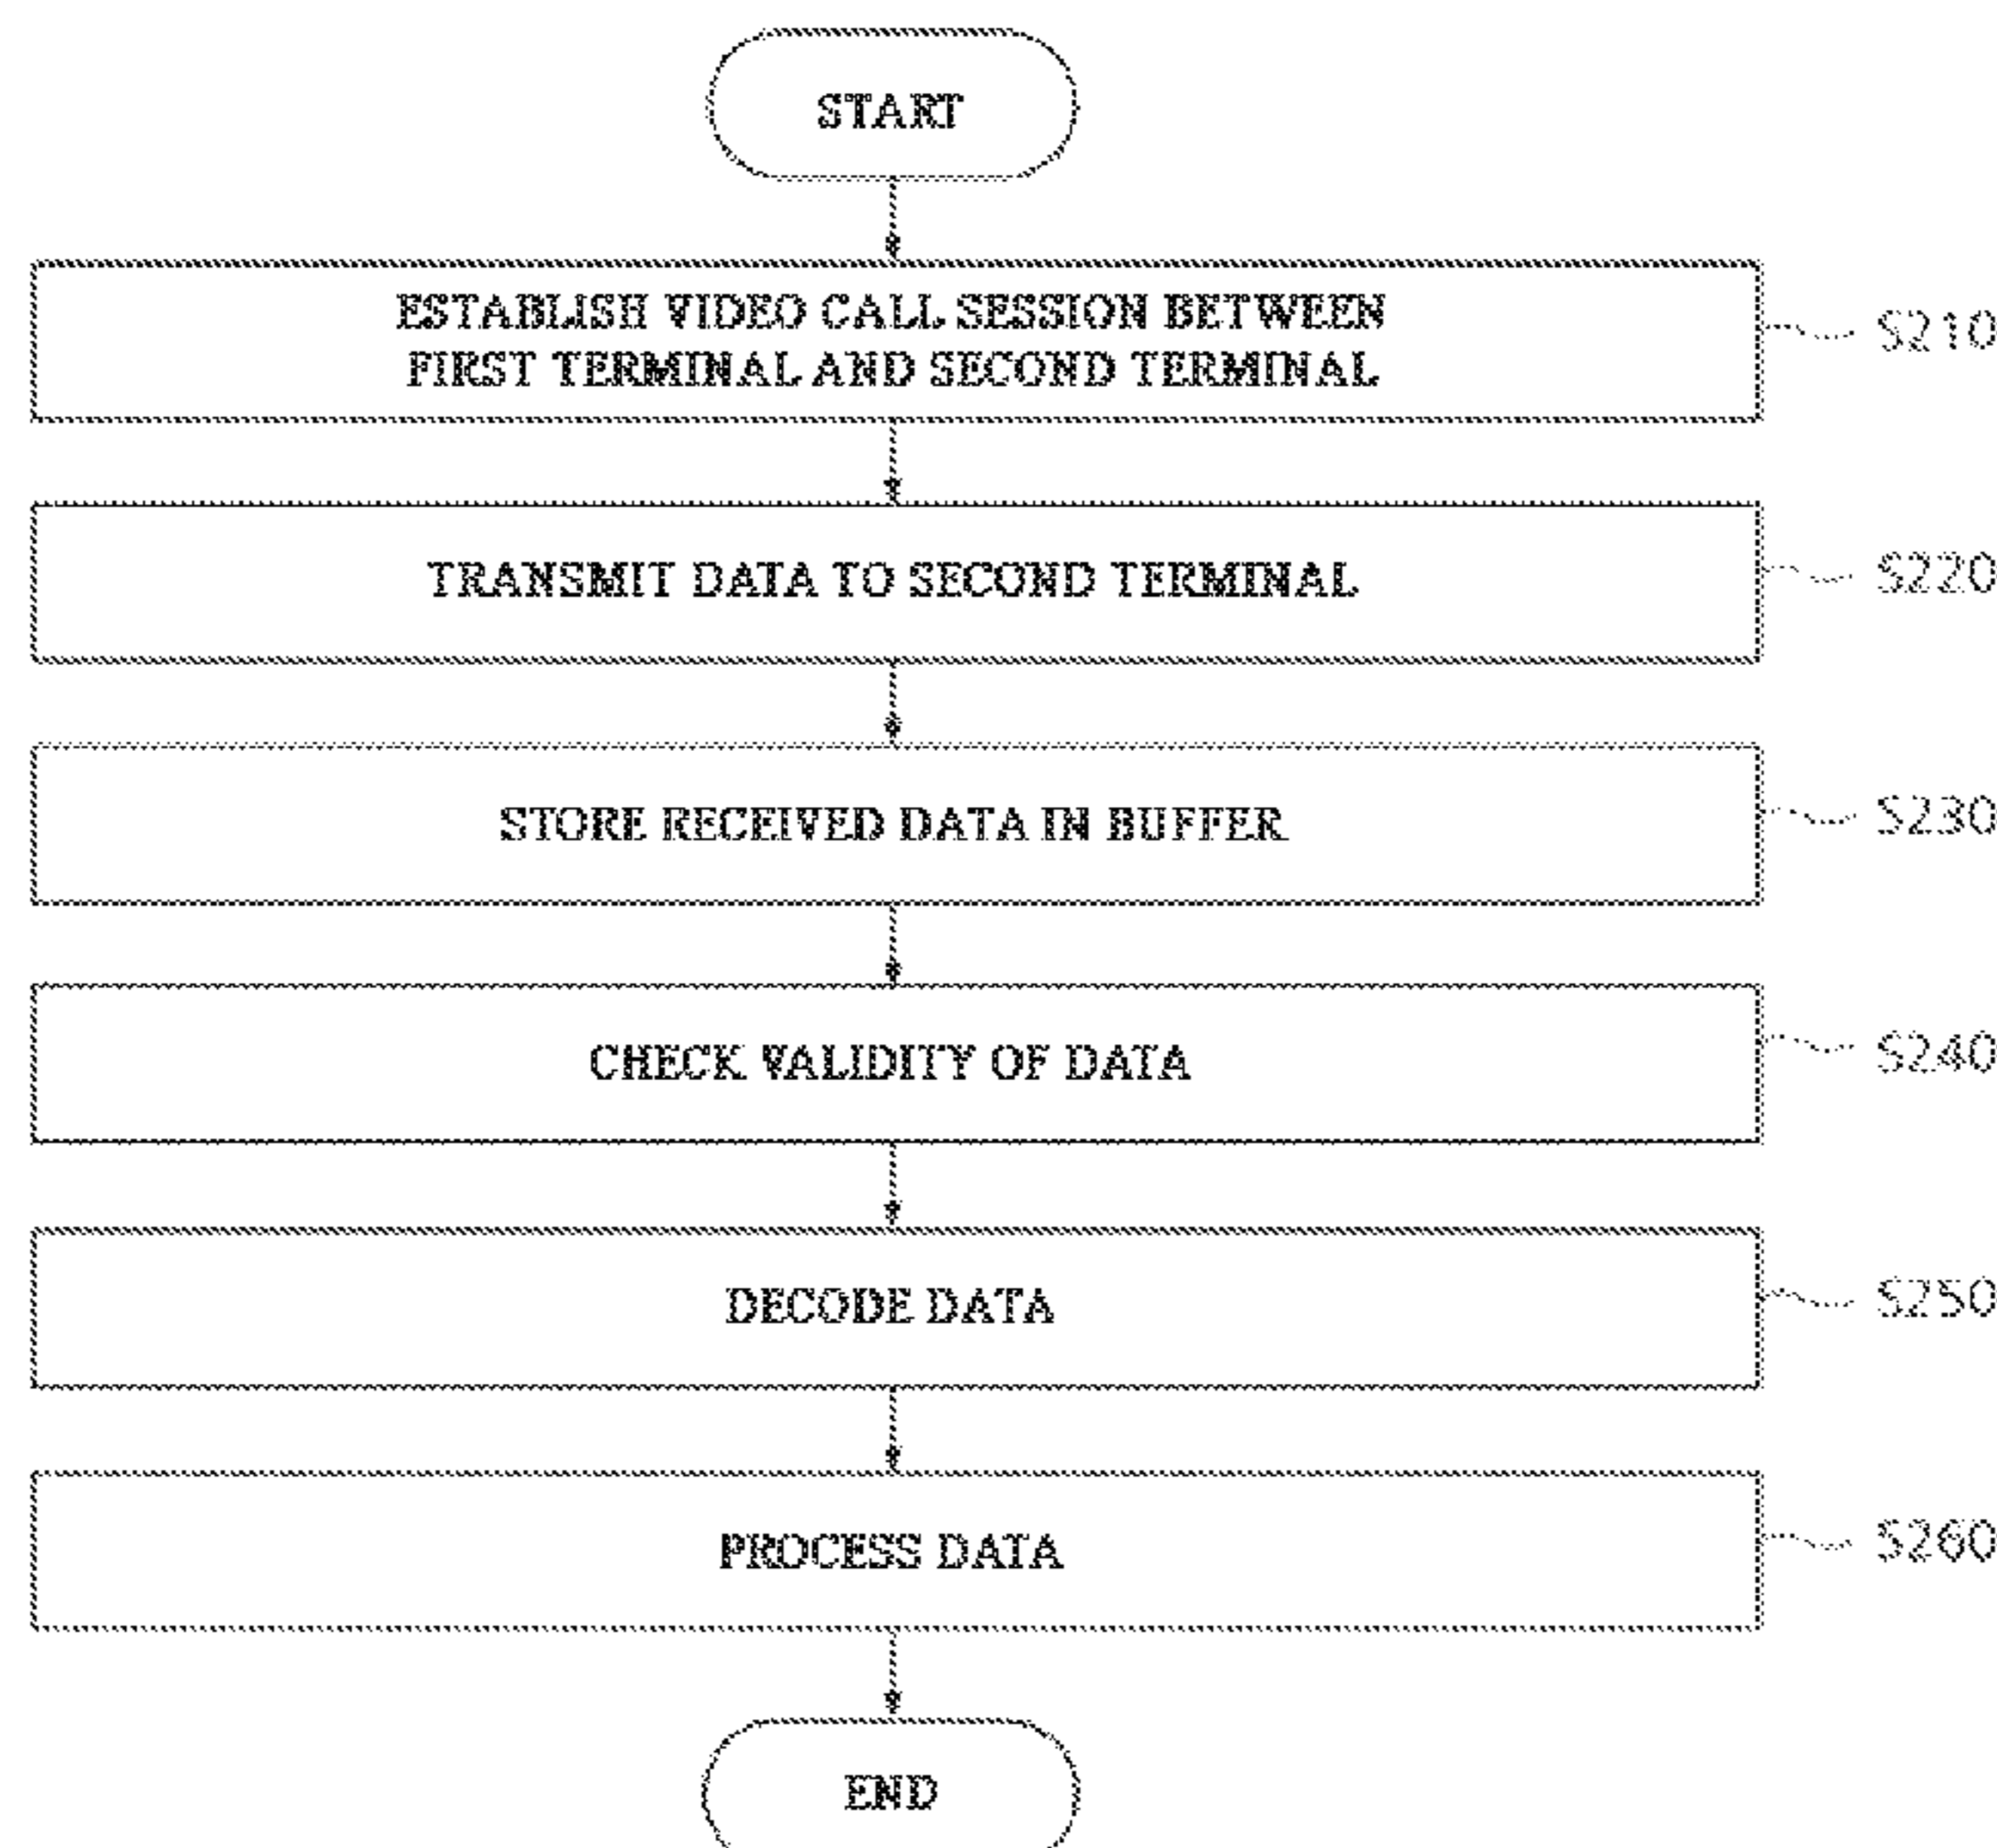 START
ESTABLISH VIDEO CALL SESSION BETWEEN
FIRST TERMINAL AND SECOND TERMINAL
S210
TRANSMIT DATA TO SECOND TERMINAL
S220
STORE RECEIVED DATA IN BUFFER
S230
CHECK VALIDITY OF DATA
S240
DECODE DATA
S250
PROCESS DATA
S260
END